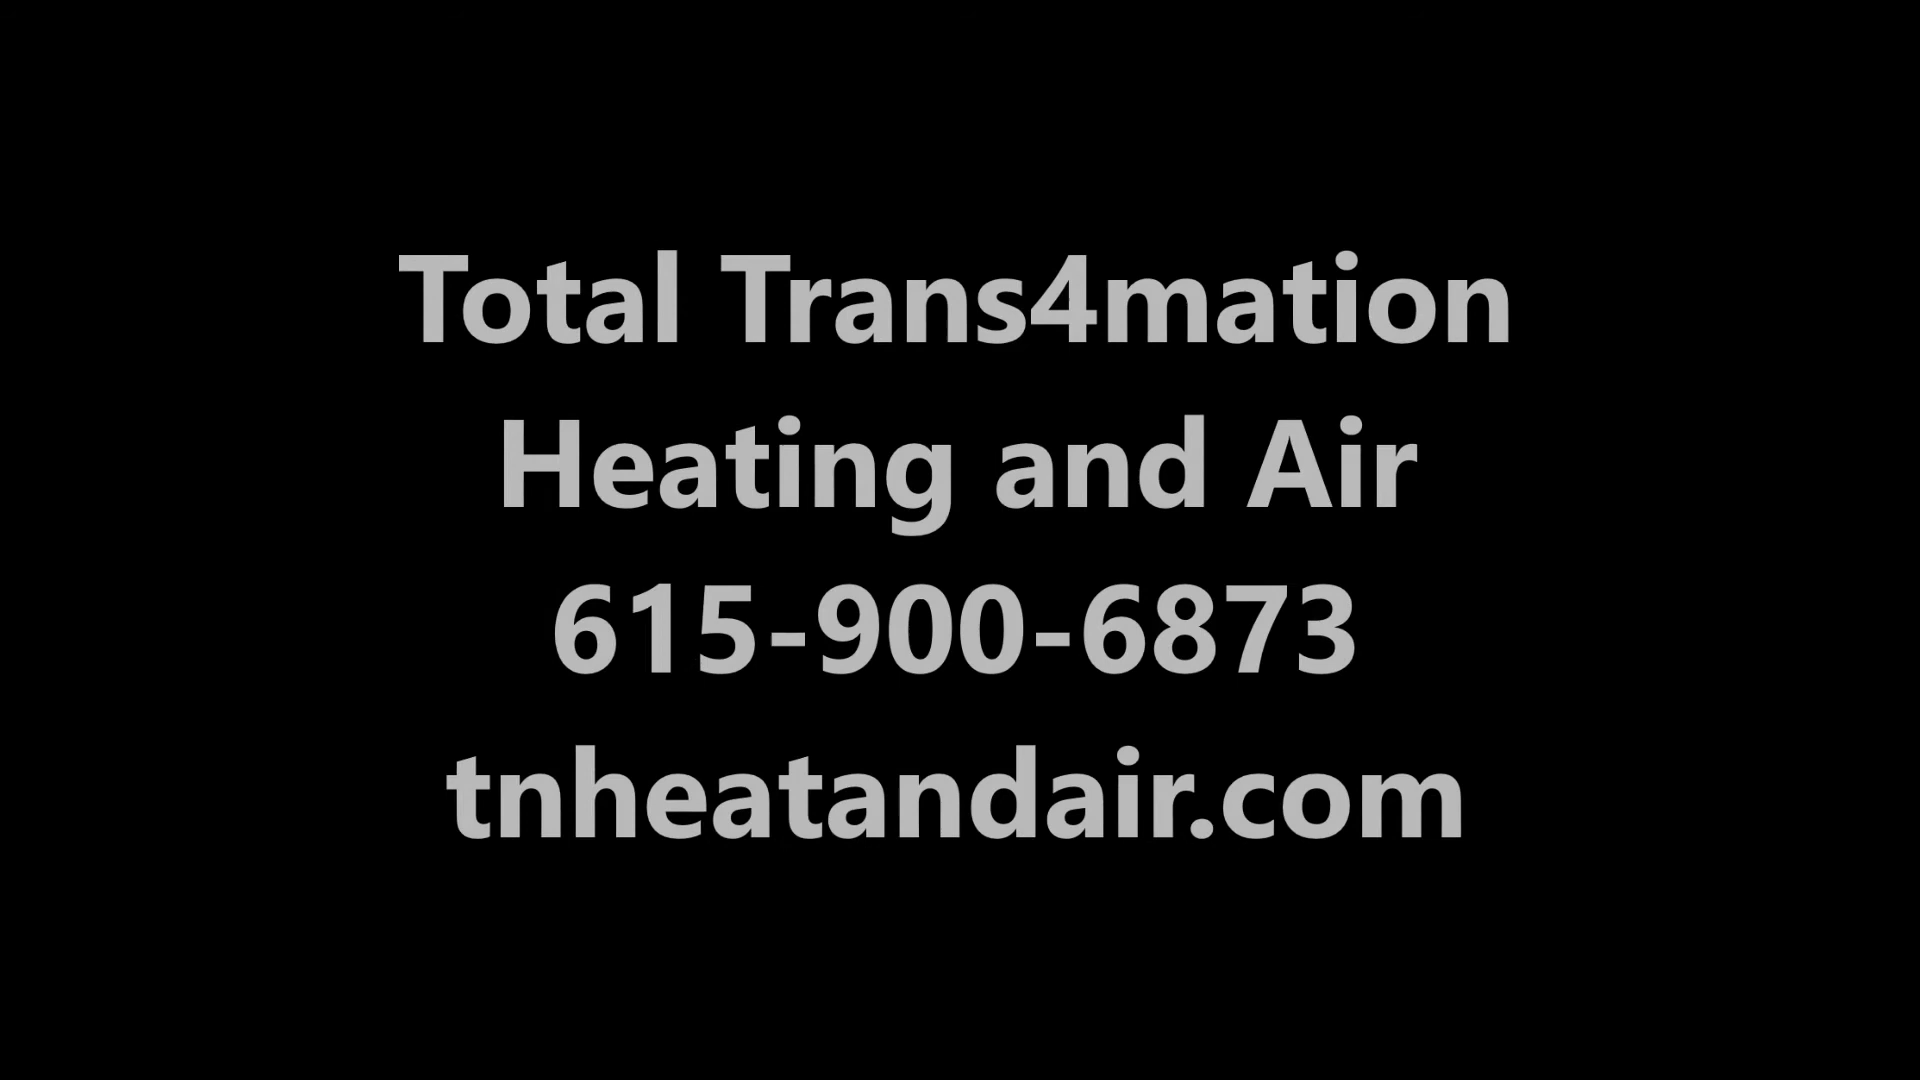 Total Trans4mation
Heating and Air
615-900-6873
tnheatandair.com